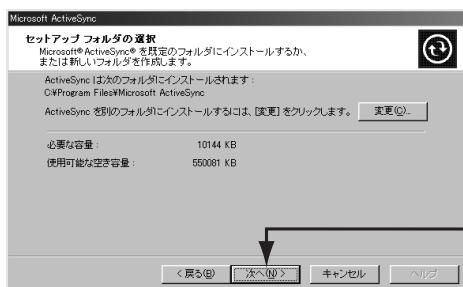 Microsoft ActiveSync
セットアップ フォルダの選択
Microsoft® ActiveSync® を既定のフォルダにインストールするか、
または新しいフォルダを作成します。
ActiveSync は次のフォルダにインストールされます：
C:¥Program Files¥Microsoft ActiveSync
ActiveSync を別のフォルダにインストールするには、[変更] をクリックします。 変更(C)...
必要な容量： 10144 KB
使用可能な空き容量： 550081 KB
< 戻る(B) 次へ(N) > キャンセル ヘルプ